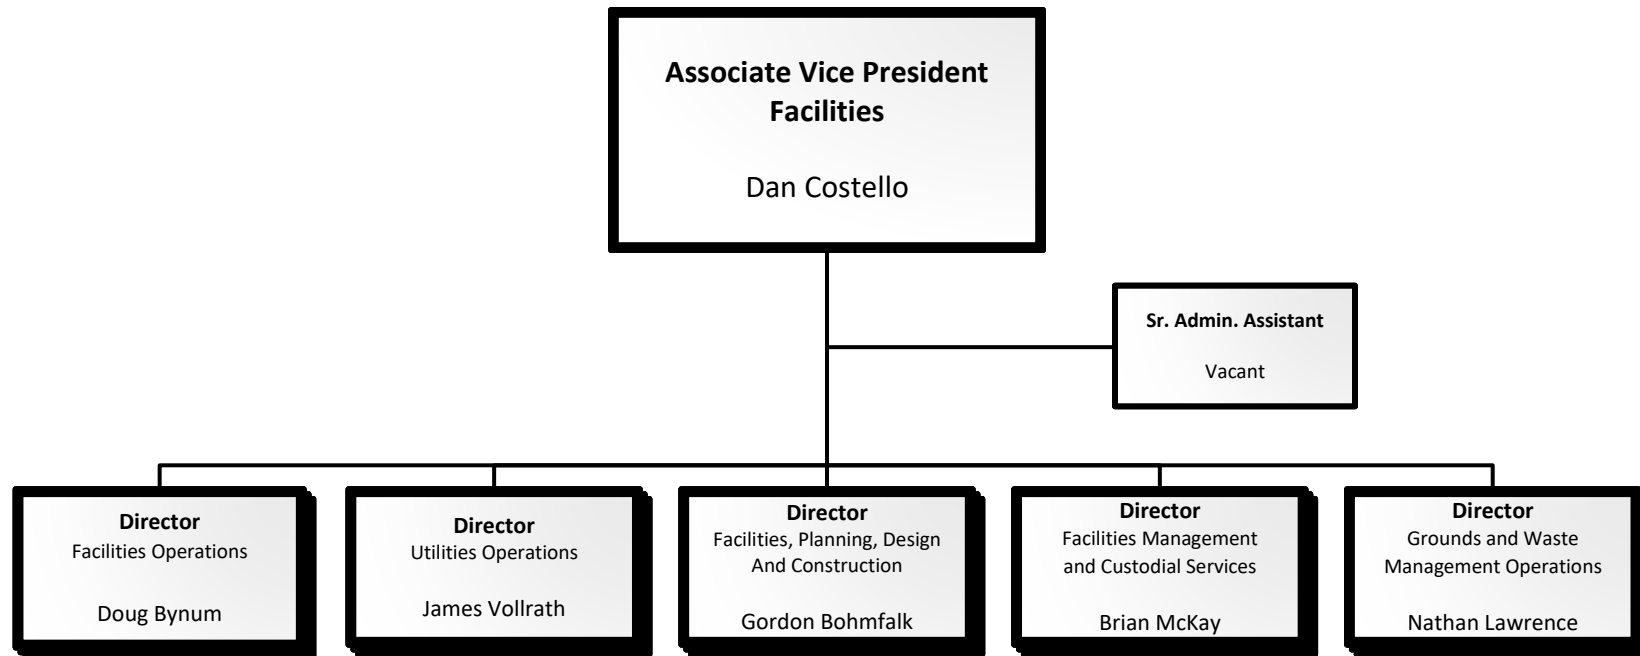 Associate Vice President
Facilities
Dan Costello
Sr. Admin. Assistant
Vacant
Director
Facilities Operations
Doug Bynum
Director
Utilities Operations
James Vollrath
Director
Facilities, Planning, Design
And Construction
Gordon Bohmfalk
Director
Facilities Management
and Custodial Services
Brian McKay
Director
Grounds and Waste
Management Operations
Nathan Lawrence